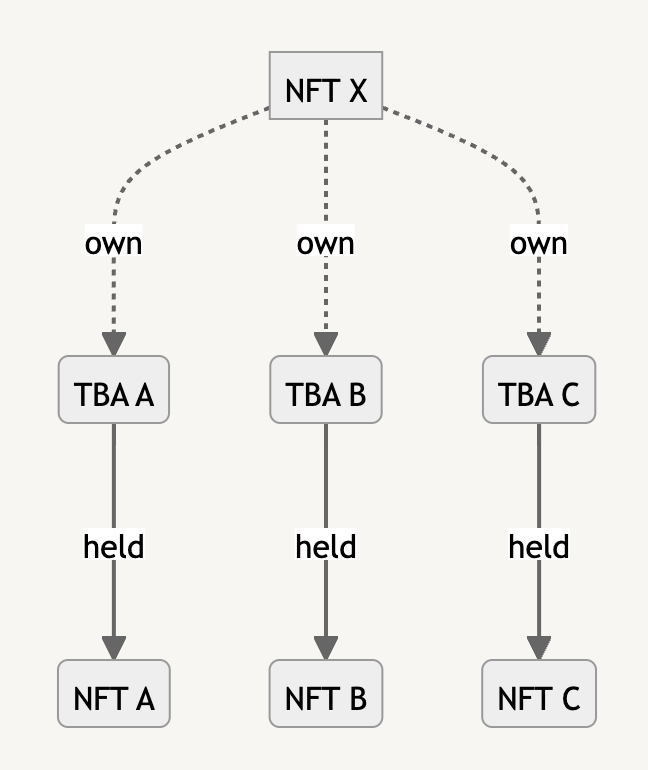 NFT X
own
own
own
TBA A
TBA B
TBA C
held
held
held
NFT A
NFT B
NFT C